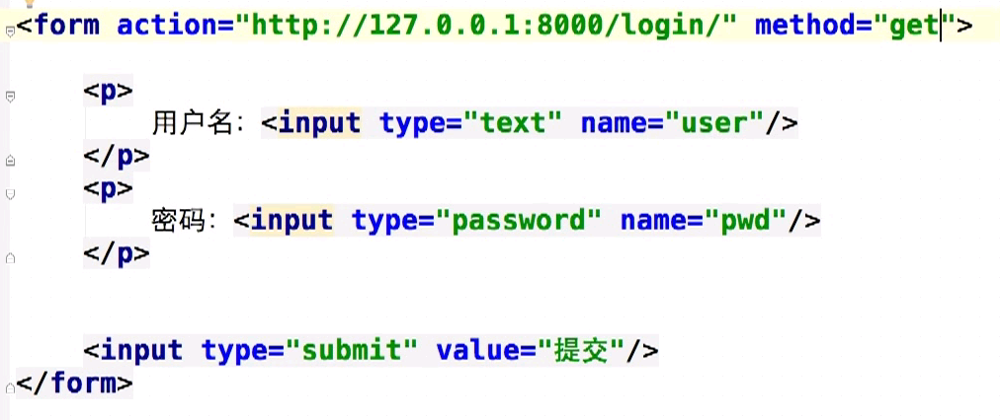 <form action="http://127.0.0.1:8000/login/" method="get">
<p>
用户名: <input type="text" name="user"/>
</p>
<p>
密码: <input type="password" name="pwd"/>
</p>
<input type="submit" value="提交"/>
</form>